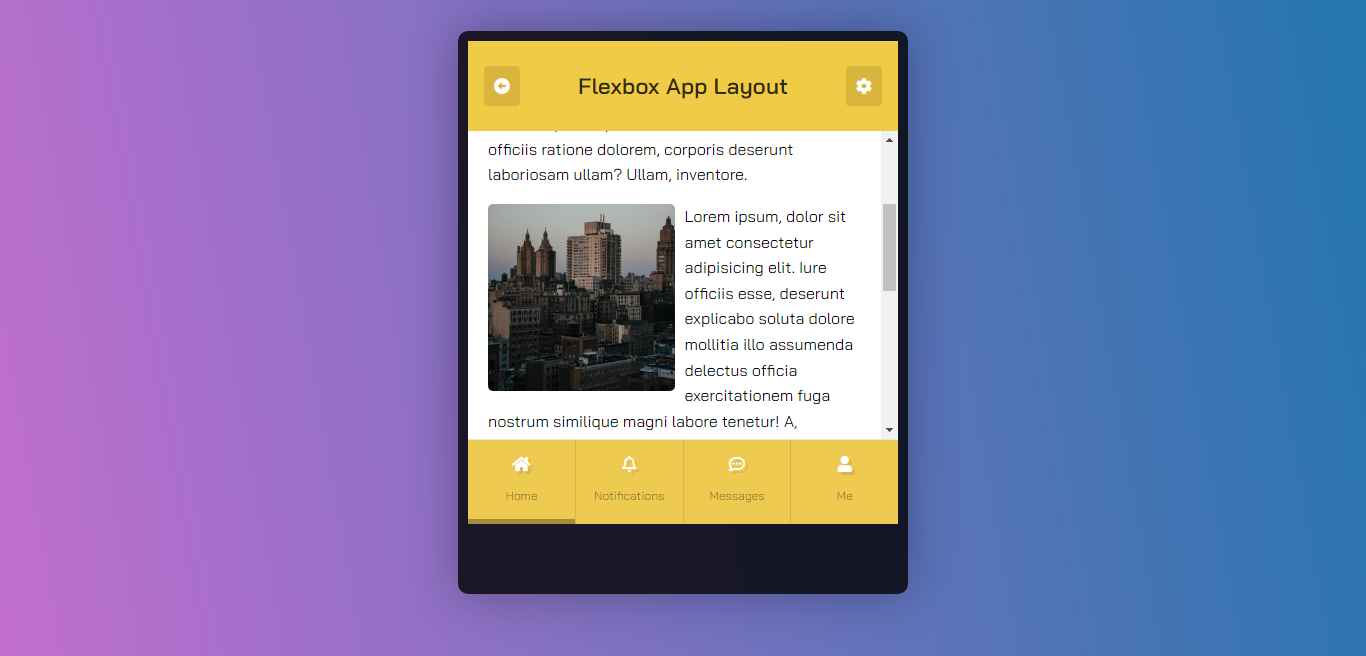 Flexbox App Layout
officiis ratione dolorem, corporis deserunt
laboriosam ullam? Ullam, inventore.
Lorem ipsum, dolor sit
amet consectetur
adipisicing elit. Iure
officiis esse, deserunt
explicabo soluta dolore
mollitia illo assumenda
delectus officia
exercitationem fuga
nostrum similique magni labore tenetur! A,
Home
Notifications
Messages
Me